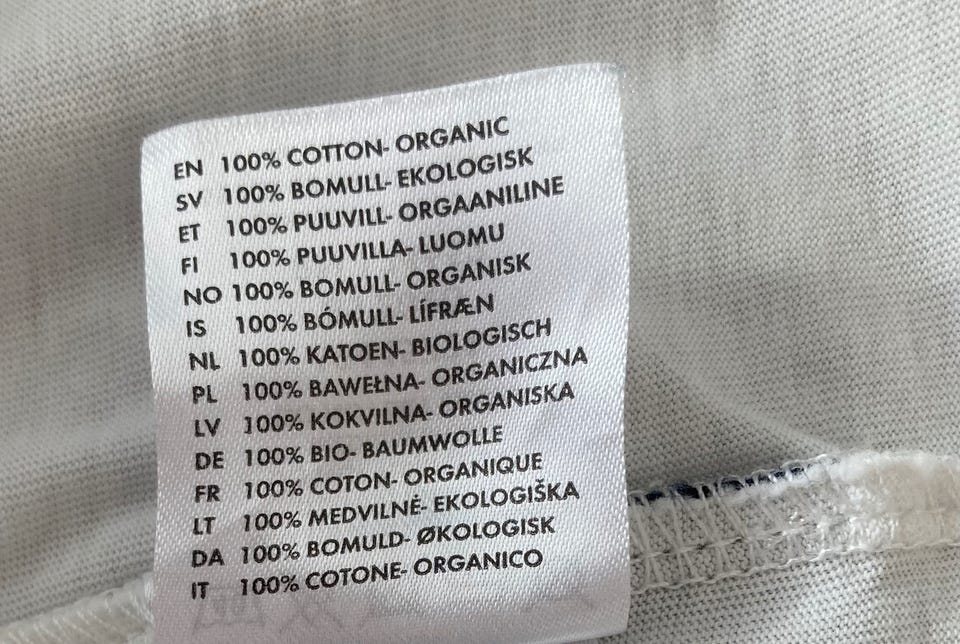 EN 100% COTTON- ORGANIC
SV 100% BOMULL- EKOLOGISK
ET 100% PUUVILL- ORGAANILINE
FI 100% PUUVILLA- LUOMU
NO 100% BOMULL- ORGANISK
IS 100% BÓMULL- LÍFRÆN
NL 100% KATOEN- BIOLOGISCH
PL 100% BAWEŁNA- ORGANICZNA
LV 100% KOKVILNA- ORGANISKA
DE 100% BIO- BAUMWOLLE
FR 100% COTON- ORGANIQUE
LT 100% MEDVILNĖ- EKOLOGIŠKA
DA 100% BOMULD- ØKOLOGISK
IT 100% COTONE- ORGANICO